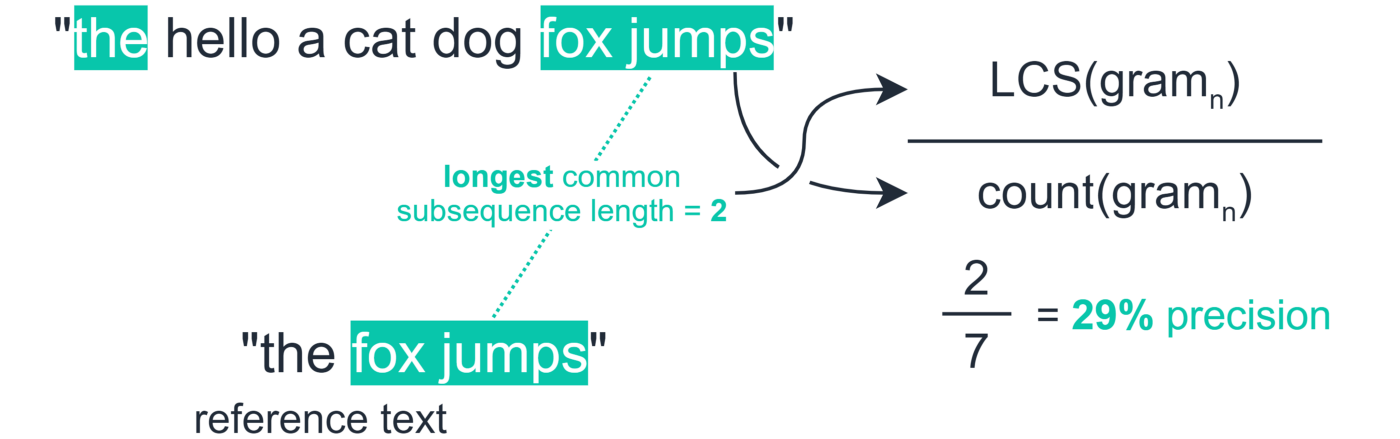 "the hello a cat dog fox jumps"
LCS(gramₙ)
count(gramₙ)
longest common
subsequence length = 2
2
7
= 29% precision
"the fox jumps"
reference text